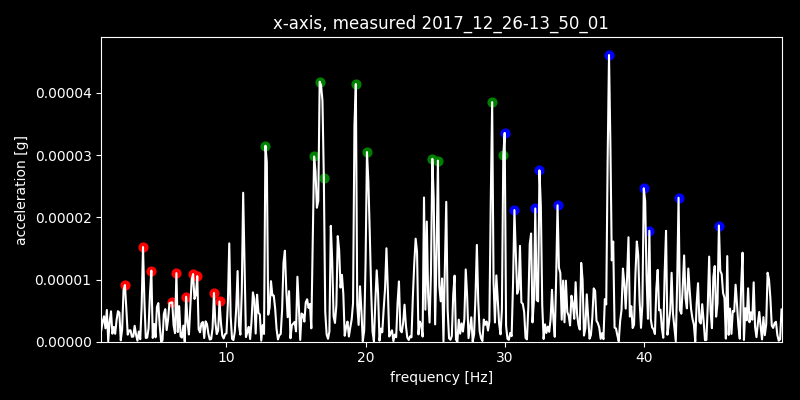 x-axis, measured 2017_12_26-13_50_01
acceleration [g]
0.00004
0.00003
0.00002
0.00001
0.00000
10 20 30 40
frequency [Hz]